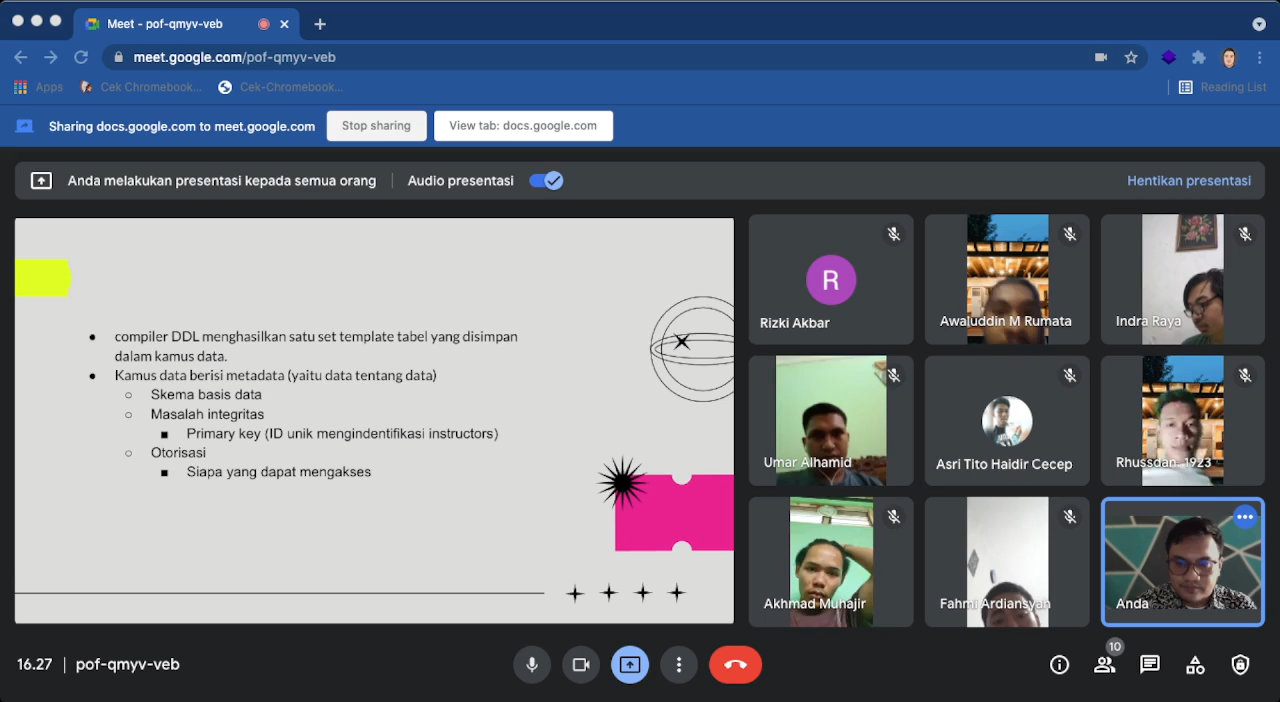 Meet - pof-qmyv-veb
meet.google.com/pof-qmyv-veb
Apps
Cek Chromebook...
Cek-Chromebook...
Reading List
Sharing docs.google.com to meet.google.com
Stop sharing
View tab: docs.google.com
Anda melakukan presentasi kepada semua orang
Audio presentasi
Hentikan presentasi
compiler DDL menghasilkan satu set template tabel yang disimpan
dalam kamus data.
Kamus data berisi metadata (yaitu data tentang data)
Skema basis data
Masalah integritas
Primary key (ID unik mengindentifikasi instructors)
Otorisasi
Siapa yang dapat mengakses
R
Rizki Akbar
Awaluddin M Rumata
Indra Raya
Umar Alhamid
Asri Tito Haidir Cecep
Rhussdan_1923
Akhmad Muhajir
Fahmi Ardiansyah
Anda
16.27 | pof-qmyv-veb
10